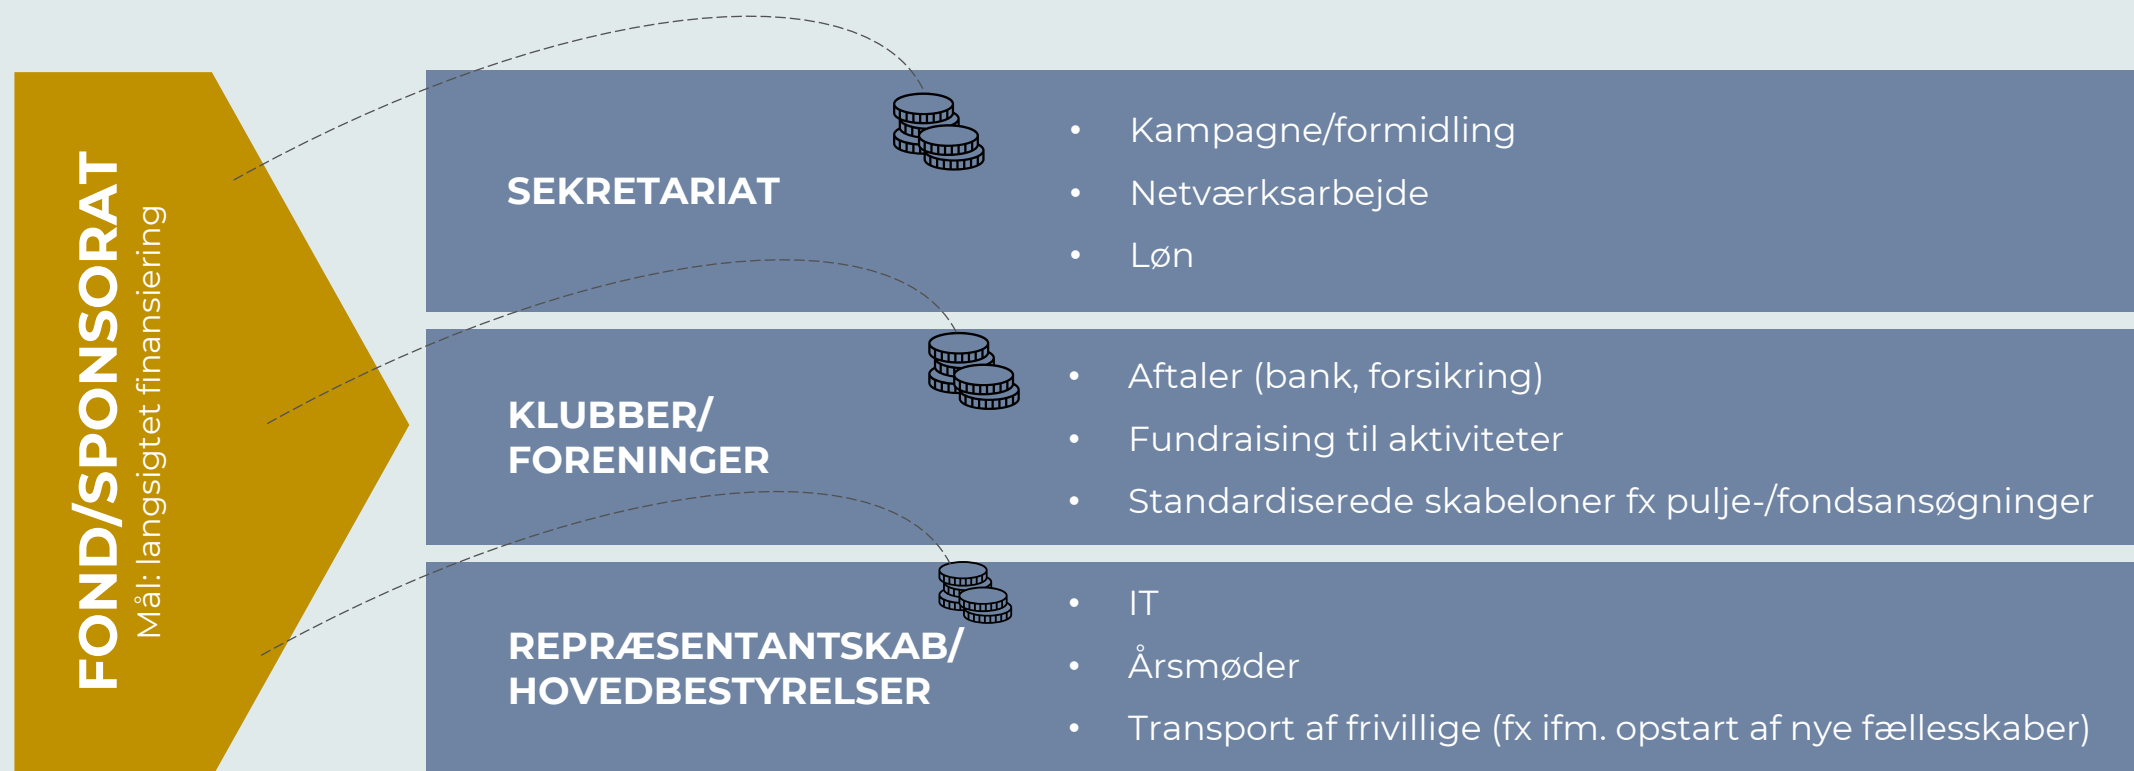 FOND/SPONSORAT
Mål: langsigtet finansiering
SEKRETARIAT
• Kampagne/formidling
• Netværksarbejde
• Løn
KLUBBER/
FORENINGER
• Aftaler (bank, forsikring)
• Fundraising til aktiviteter
• Standardiserede skabeloner fx pulje-/fondsansøgninger
REPRÆSENTANTSKAB/
HOVEDBESTYRELSER
• IT
• Årsmøder
• Transport af frivillige (fx ifm. opstart af nye fællesskaber)